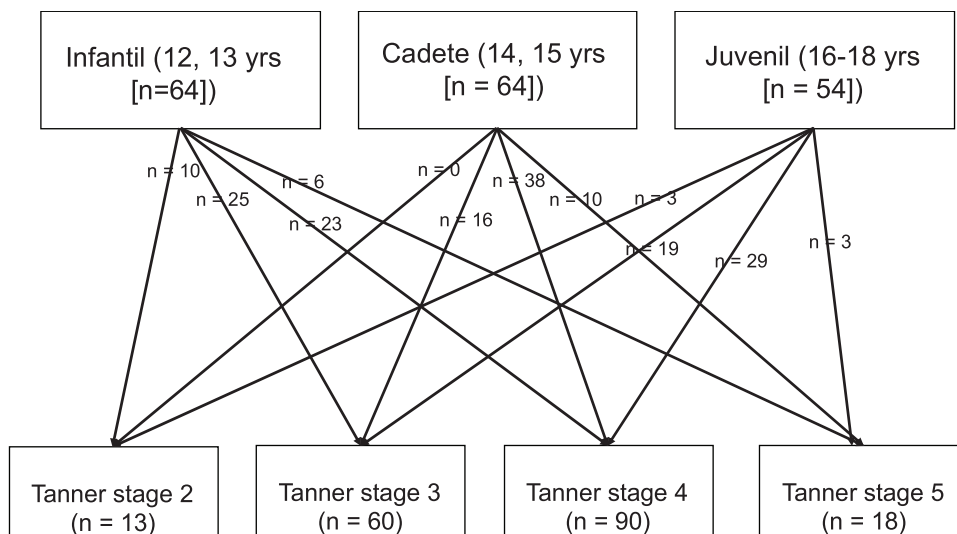 Infantil (12, 13 yrs
[n=64])
Cadete (14, 15 yrs
[n = 64])
Juvenil (16-18 yrs
[n = 54])
n = 10
n = 25
n = 6
n = 23
n = 0
n = 16
n = 38
n = 10
n = 3
n = 19
n = 29
n = 3
Tanner stage 2
(n = 13)
Tanner stage 3
(n = 60)
Tanner stage 4
(n = 90)
Tanner stage 5
(n = 18)